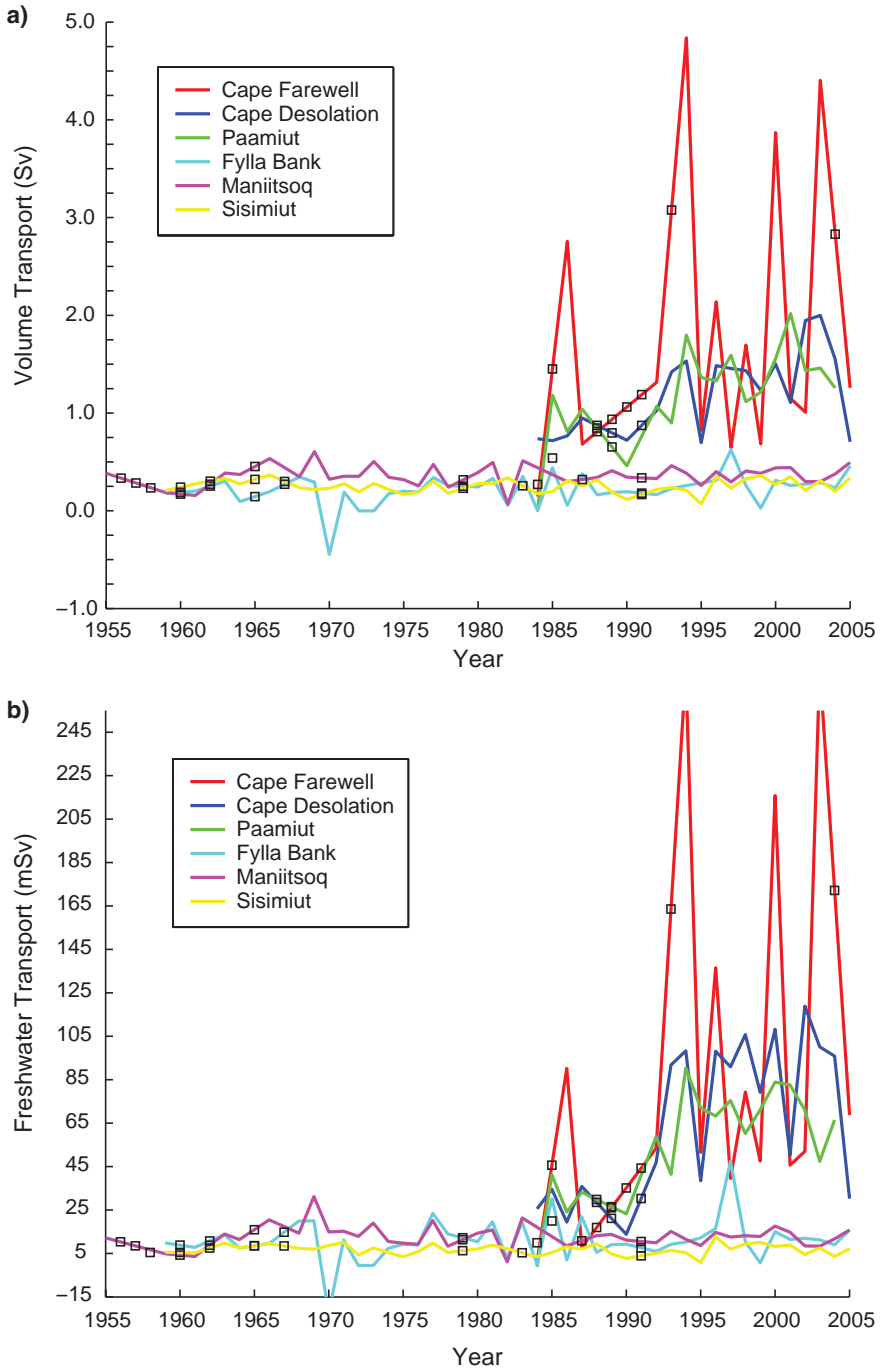 a)
Volume Transport (Sv)
5.0
4.0
3.0
2.0
1.0
0.0
–1.0
Cape Farewell
Cape Desolation
Paamiut
Fylla Bank
Maniitsoq
Sisimiut
1955 1960 1965 1970 1975 1980 1985 1990 1995 2000 2005
Year
b)
Freshwater Transport (mSv)
245
225
205
185
165
145
125
105
85
65
45
25
5
–15
Cape Farewell
Cape Desolation
Paamiut
Fylla Bank
Maniitsoq
Sisimiut
1955 1960 1965 1970 1975 1980 1985 1990 1995 2000 2005
Year